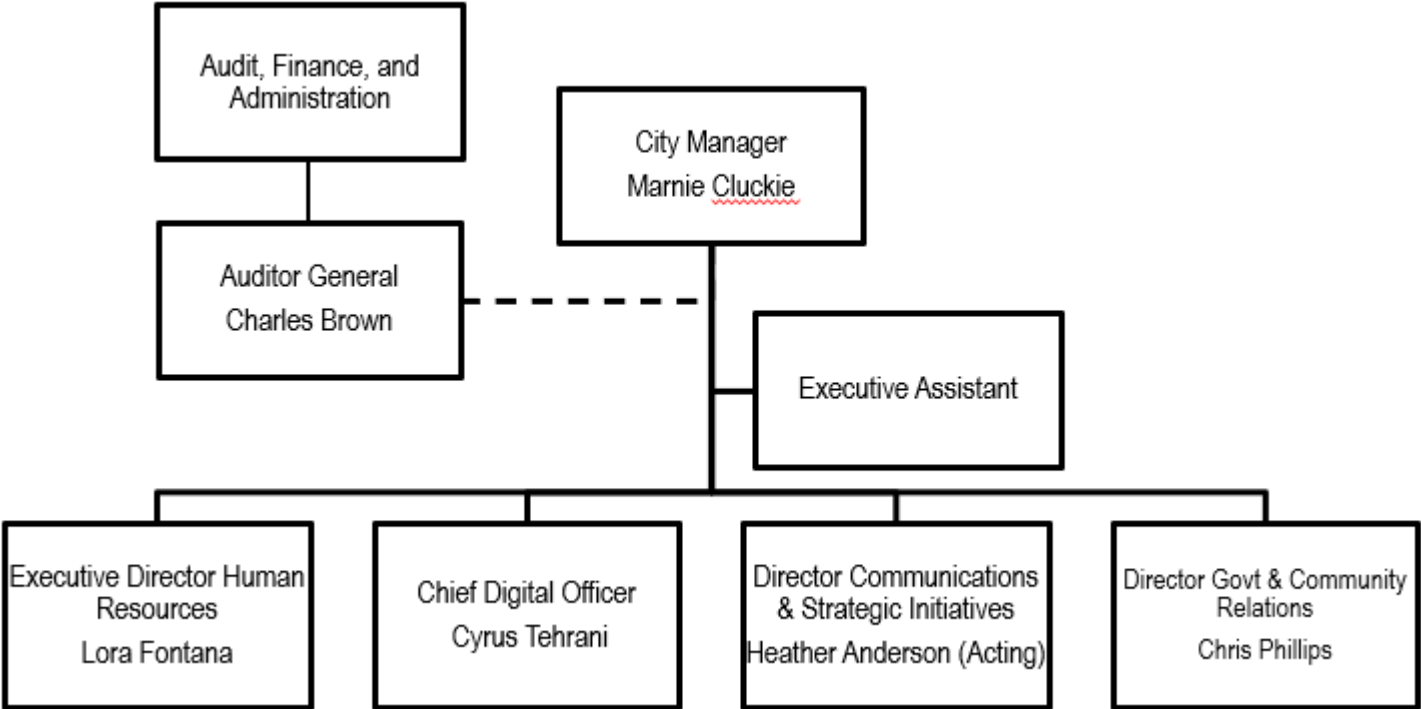 Audit, Finance, and
Administration
City Manager
Marnie Cluckie
Auditor General
Charles Brown
Executive Assistant
Executive Director Human
Resources
Lora Fontana
Chief Digital Officer
Cyrus Tehrani
Director Communications
& Strategic Initiatives
Heather Anderson (Acting)
Director Govt & Community
Relations
Chris Phillips